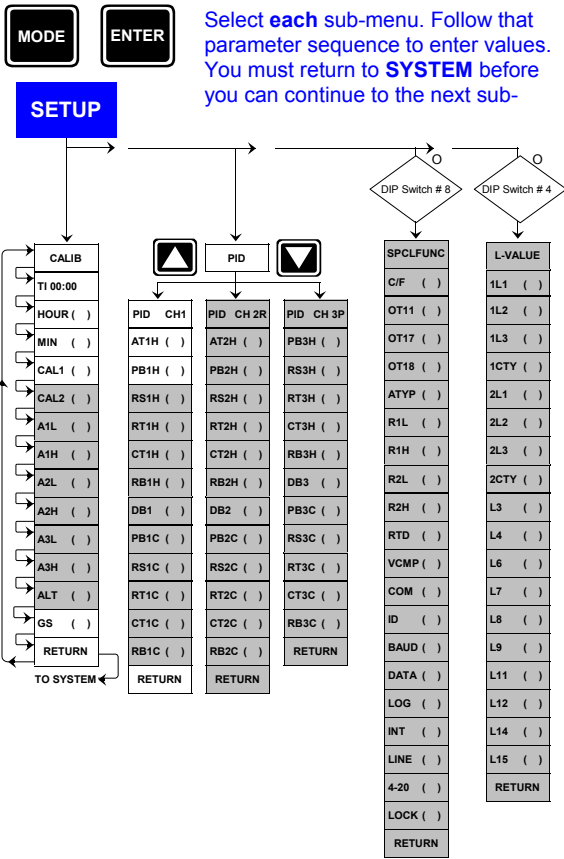 MODE
ENTER
Select each sub-menu. Follow that
parameter sequence to enter values.
You must return to SYSTEM before
you can continue to the next sub-
SETUP
O
DIP Switch # 8
O
DIP Switch # 4
CALIB
TI 00:00
HOUR ( )
MIN ( )
CAL1 ( )
CAL2 ( )
A1L ( )
A1H ( )
A2L ( )
A2H ( )
A3L ( )
A3H ( )
ALT ( )
GS ( )
RETURN
TO SYSTEM
PID
PID CH1
AT1H ( )
PB1H ( )
RS1H ( )
RT1H ( )
CT1H ( )
RB1H ( )
DB1 ( )
PB1C ( )
RS1C ( )
RT1C ( )
CT1C ( )
RB1C ( )
RETURN
PID CH 2R
AT2H ( )
PB2H ( )
RS2H ( )
RT2H ( )
CT2H ( )
RB2H ( )
DB2 ( )
PB2C ( )
RS2C ( )
RT2C ( )
CT2C ( )
RB2C ( )
RETURN
PID CH 3P
PB3H ( )
RS3H ( )
RT3H ( )
CT3H ( )
RB3H ( )
DB3 ( )
PB3C ( )
RS3C ( )
RT3C ( )
CT3C ( )
RB3C ( )
RETURN
SPCLFUNC
C/F ( )
OT11 ( )
OT17 ( )
OT18 ( )
ATYP ( )
R1L ( )
R1H ( )
R2L ( )
R2H ( )
RTD ( )
VCMP ( )
COM ( )
ID ( )
BAUD ( )
DATA ( )
LOG ( )
INT ( )
LINE ( )
4-20 ( )
LOCK ( )
RETURN
L-VALUE
1L1 ( )
1L2 ( )
1L3 ( )
1CTY ( )
2L1 ( )
2L2 ( )
2L3 ( )
2CTY ( )
L3 ( )
L4 ( )
L6 ( )
L7 ( )
L8 ( )
L9 ( )
L11 ( )
L12 ( )
L14 ( )
L15 ( )
RETURN